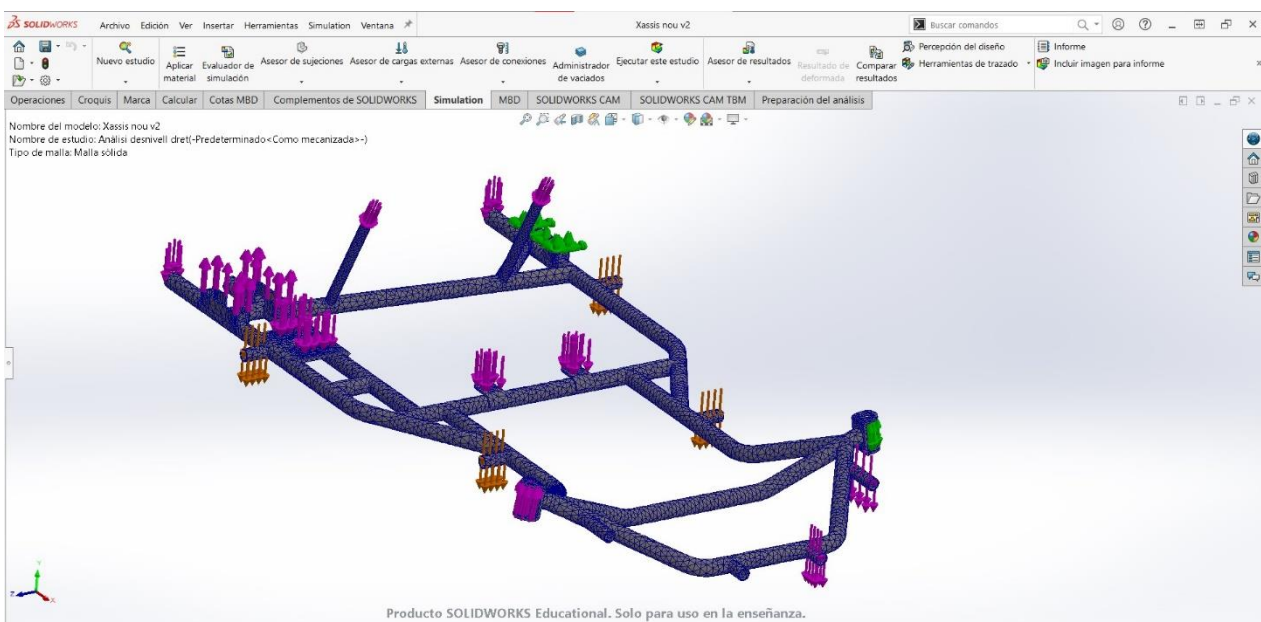 SOLIDWORKS Archivo Edición Ver Insertar Herramientas Simulation Ventana Xassis nou v2 Buscar comandos
Nuevo estudio
Aplicar material
Evaluador de simulación
Asesor de sujeciones
Asesor de cargas externas
Asesor de conexiones
Administrador de vaciados
Ejecutar este estudio
Asesor de resultados
Resultado de deformada
Comparar resultados
Percepción del diseño
Herramientas de trazado
Informe
Incluir imagen para informe
Operaciones Croquis Marca Calcular Cotas MBD Complementos de SOLIDWORKS Simulation MBD SOLIDWORKS CAM SOLIDWORKS CAM TBM Preparación del análisis
Nombre del modelo: Xassis nou v2
Nombre de estudio: Anàlisi desnivell dret(-Predeterminado<Como mecanizada>-)
Tipo de malla: Malla sólida
Y
Z
X
Producto SOLIDWORKS Educational. Solo para uso en la enseñanza.